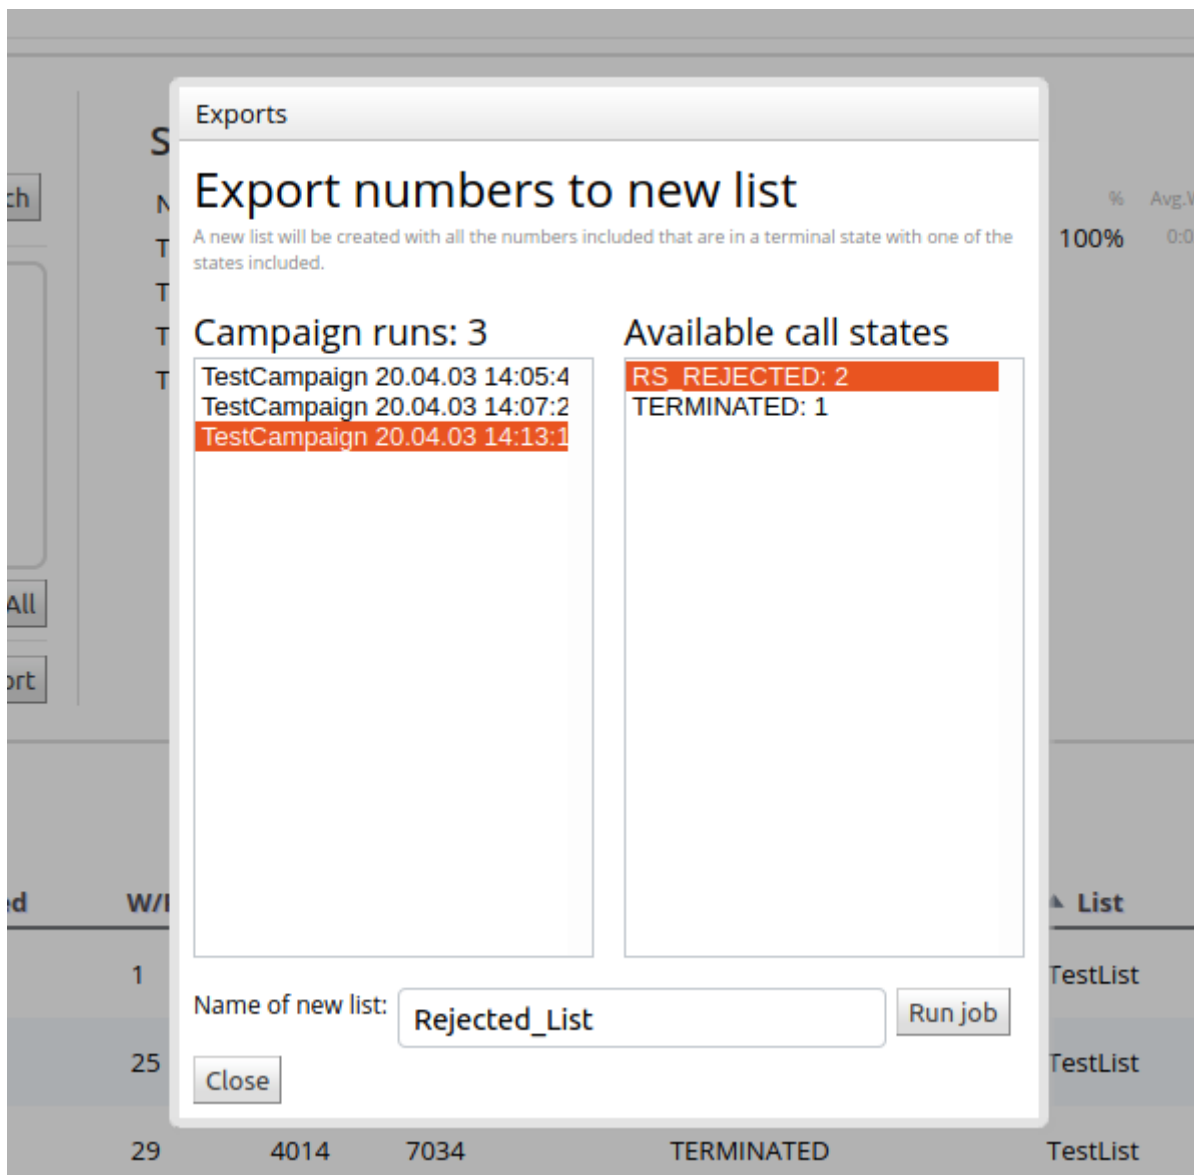 Exports
Export numbers to new list
A new list will be created with all the numbers included that are in a terminal state with one of the
states included.
Campaign runs: 3
TestCampaign 20.04.03 14:05:4
TestCampaign 20.04.03 14:07:2
TestCampaign 20.04.03 14:13:1
Available call states
RS_REJECTED: 2
TERMINATED: 1
Name of new list:
Rejected_List
Run job
Close
% Avg.
100% 0:0
All
List
1 TestList
25 TestList
29 4014 7034 TERMINATED TestList